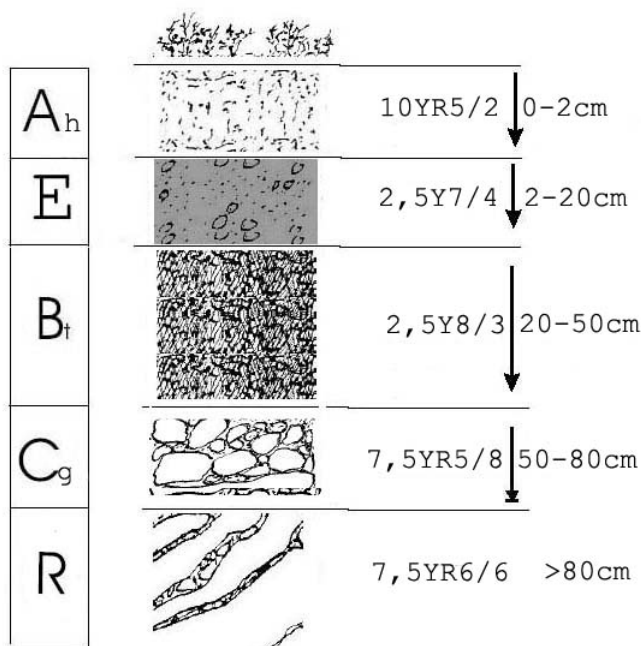 Ah 10YR5/2 0-2cm
E 2,5Y7/4 2-20cm
Bt 2,5Y8/3 20-50cm
Cg 7,5YR5/8 50-80cm
R 7,5YR6/6 >80cm